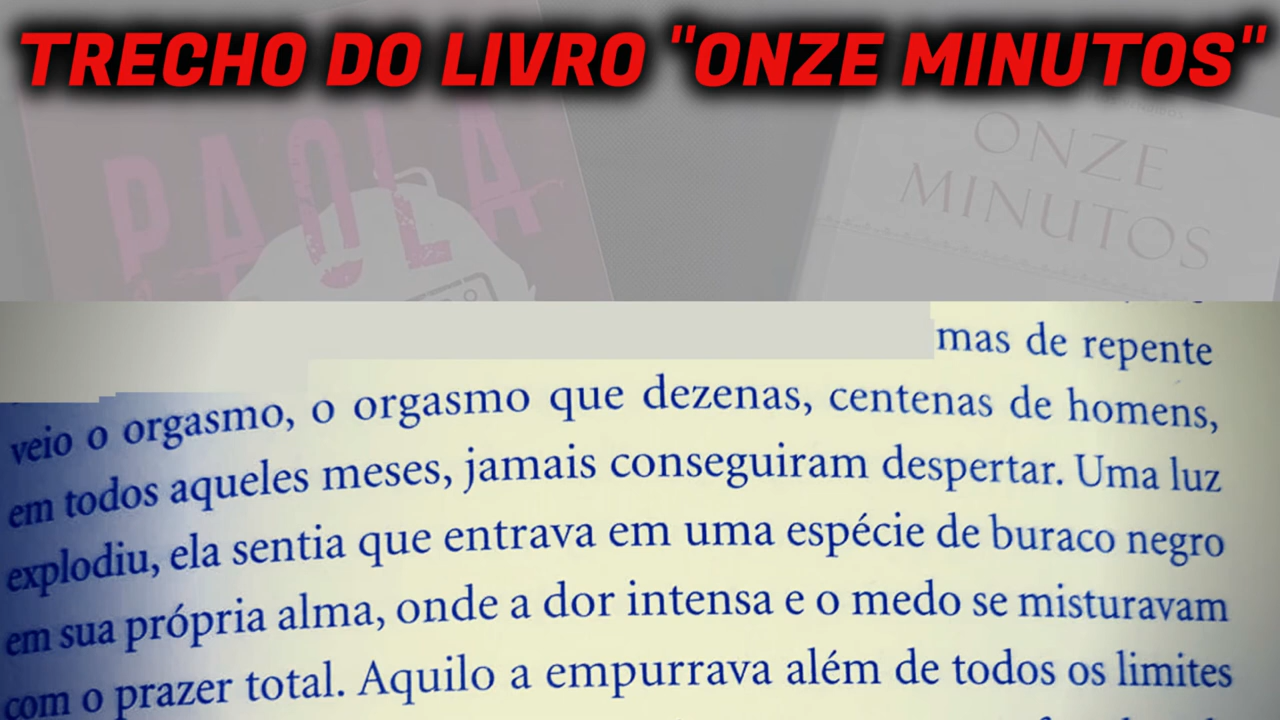 TRECHO DO LIVRO "ONZE MINUTOS"
PAOLA
ONZE
MINUTOS
mas de repente
veio o orgasmo, o orgasmo que dezenas, centenas de homens,
em todos aqueles meses, jamais conseguiram despertar. Uma luz
explodiu, ela sentia que entrava em uma espécie de buraco negro
em sua própria alma, onde a dor intensa e o medo se misturavam
com o prazer total. Aquilo a empurrava além de todos os limites